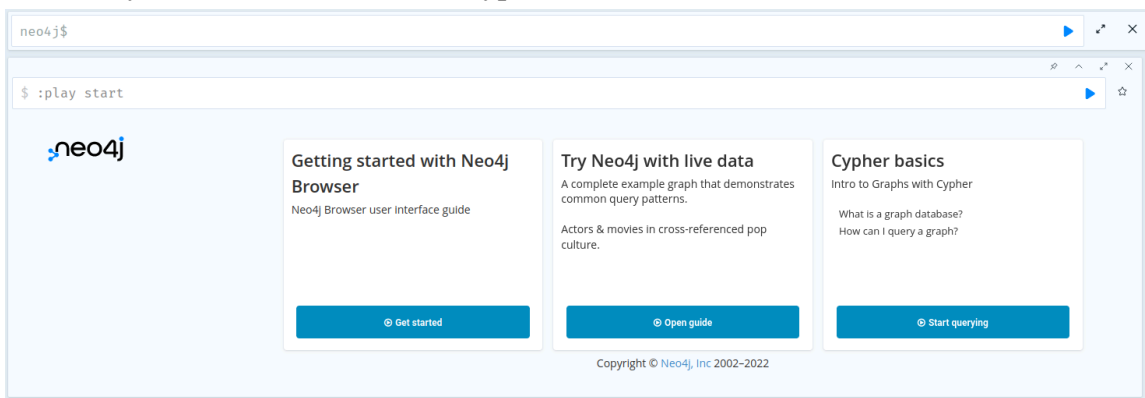 neo4j$
$ :play start
neo4j
Getting started with Neo4j
Browser
Neo4j Browser user interface guide
Get started
Try Neo4j with live data
A complete example graph that demonstrates
common query patterns.
Actors & movies in cross-referenced pop
culture.
Open guide
Cypher basics
Intro to Graphs with Cypher
What is a graph database?
How can I query a graph?
Start querying
Copyright © Neo4j, Inc 2002–2022